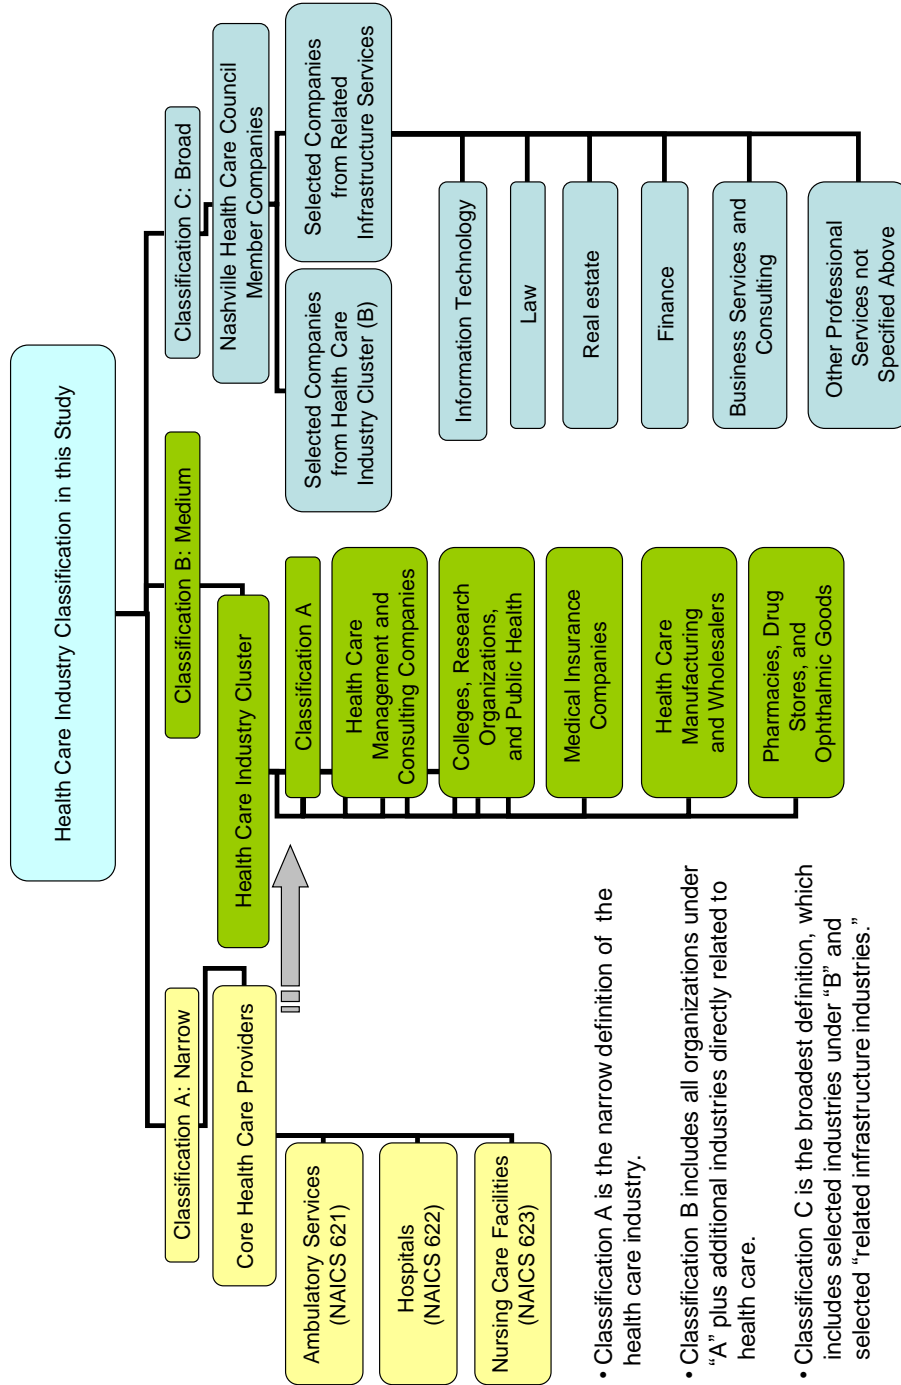 Health Care Industry Classification in this Study
Classification A: Narrow
Core Health Care Providers
Ambulatory Services
(NAICS 621)
Hospitals
(NAICS 622)
Nursing Care Facilities
(NAICS 623)
Classification B: Medium
Health Care Industry Cluster
Classification A
Health Care
Management and
Consulting Companies
Colleges, Research
Organizations,
and Public Health
Medical Insurance
Companies
Health Care
Manufacturing
and Wholesalers
Pharmacies, Drug
Stores, and
Ophthalmic Goods
Classification C: Broad
Nashville Health Care Council
Member Companies
Selected Companies
from Health Care
Industry Cluster (B)
Selected Companies
from Related
Infrastructure Services
Information Technology
Law
Real estate
Finance
Business Services and
Consulting
Other Professional
Services not
Specified Above
• Classification A is the narrow definition of the
health care industry.
• Classification B includes all organizations under
“A” plus additional industries directly related to
health care.
• Classification C is the broadest definition, which
includes selected industries under “B” and
selected “related infrastructure industries.”